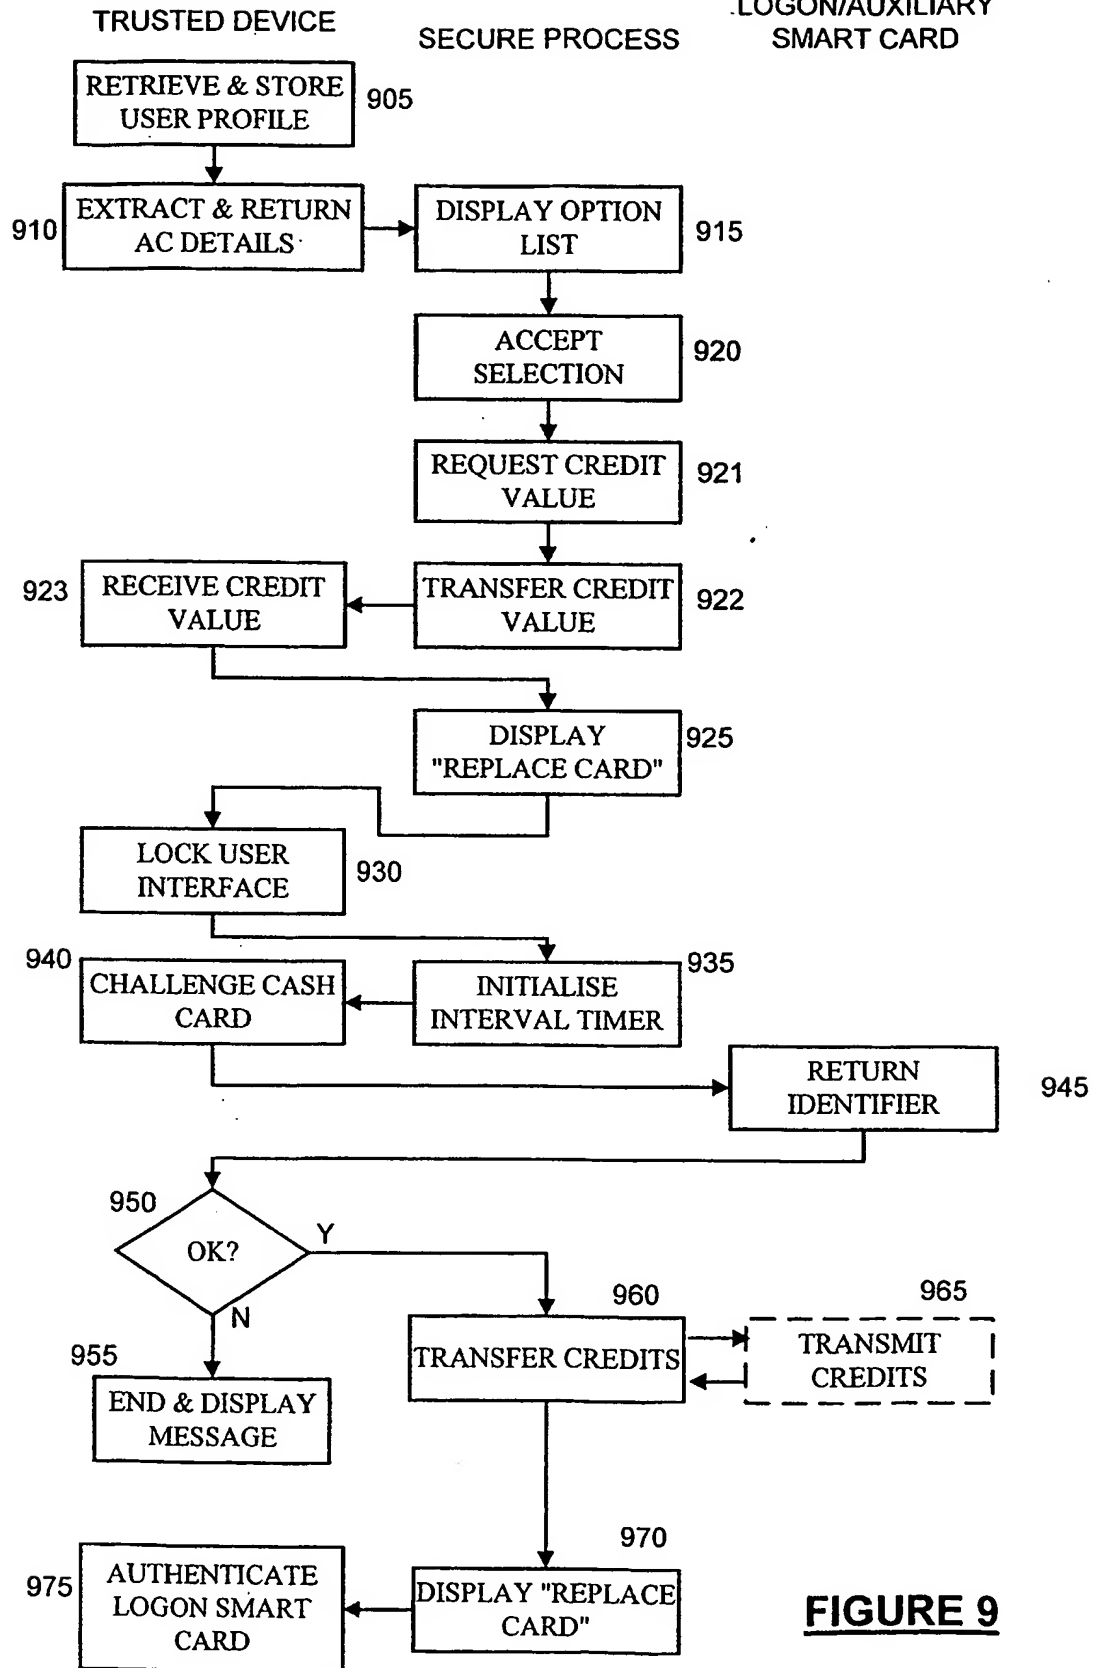 TRUSTED DEVICE
SECURE PROCESS
LOGON/AUXILIARY
SMART CARD
RETRIEVE & STORE
USER PROFILE
905
910
EXTRACT & RETURN
AC DETAILS
DISPLAY OPTION
LIST
915
ACCEPT
SELECTION
920
REQUEST CREDIT
VALUE
921
923
RECEIVE CREDIT
VALUE
TRANSFER CREDIT
VALUE
922
DISPLAY
"REPLACE CARD"
925
LOCK USER
INTERFACE
930
940
CHALLENGE CASH
CARD
INITIALISE
INTERVAL TIMER
935
RETURN
IDENTIFIER
945
950
OK?
Y
N
955
END & DISPLAY
MESSAGE
960
TRANSFER CREDITS
965
TRANSMIT
CREDITS
970
DISPLAY "REPLACE
CARD"
975
AUTHENTICATE
LOGON SMART
CARD
FIGURE 9